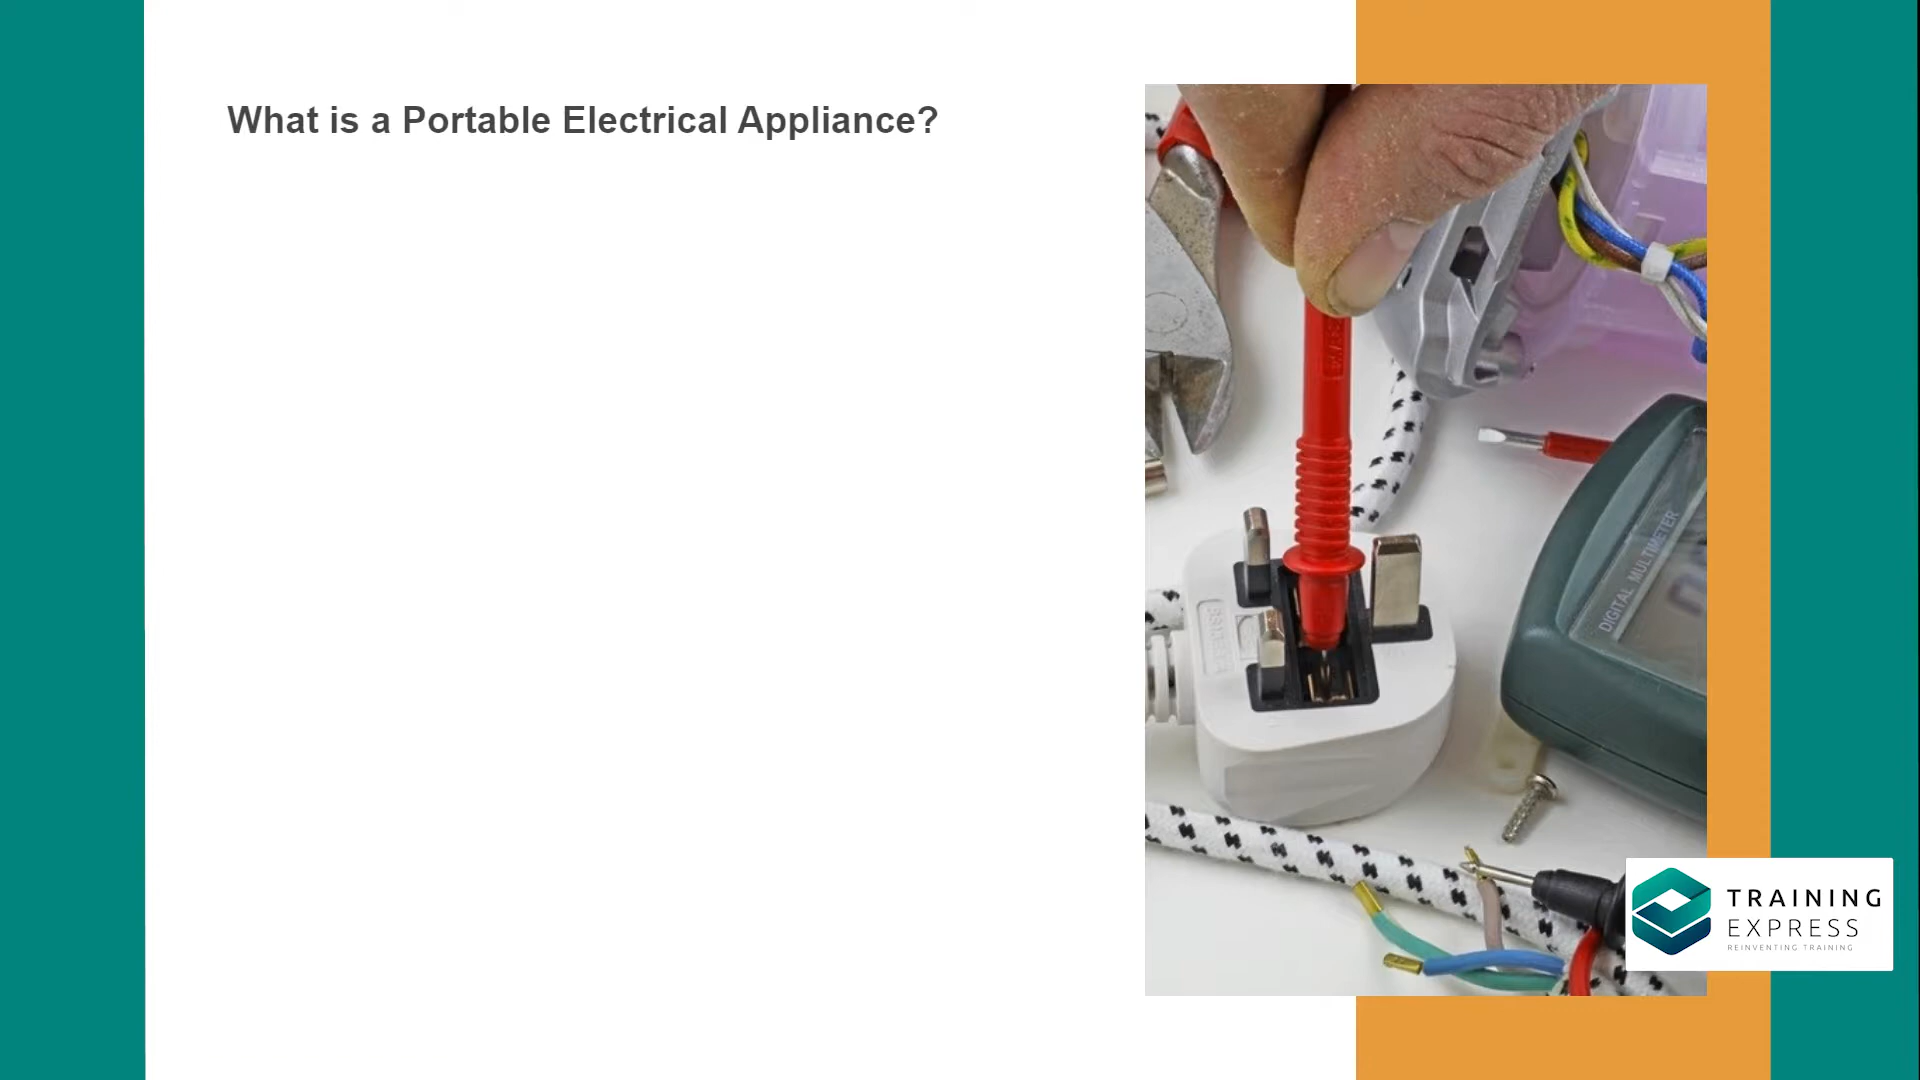 What is a Portable Electrical Appliance?
DIGITAL MULTIMETER
TRAINING
EXPRESS
REINVENTING TRAINING